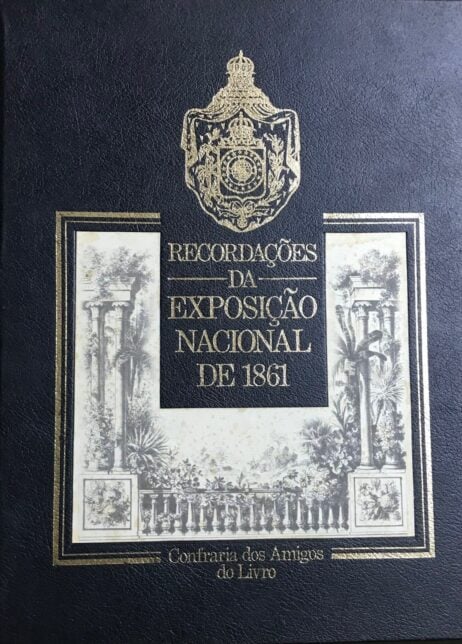 RECORDAÇÕES
DA
EXPOSIÇÃO
NACIONAL
DE 1861
Confraria dos Amigos
do Livro